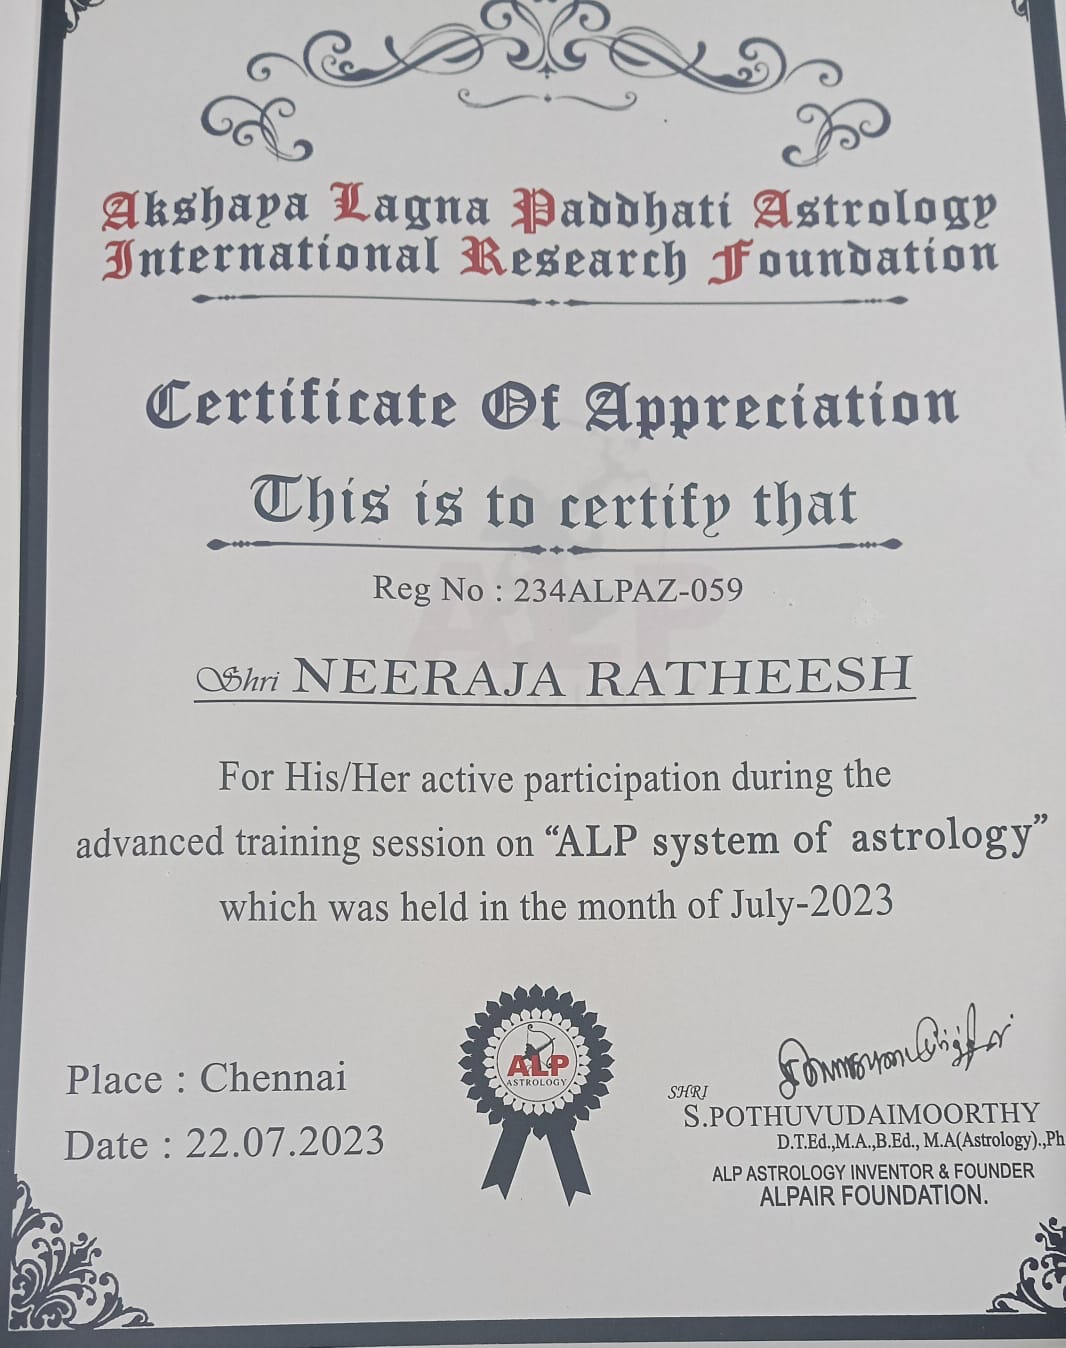 Akshaya Lagna Paddhati Astrology
International Research Foundation
Certificate Of Appreciation
This is to certify that
Reg No : 234ALPAZ-059
Shri NEERAJA RATHEESH
For His/Her active participation during the
advanced training session on “ALP system of astrology”
which was held in the month of July-2023
Place : Chennai
Date : 22.07.2023
ALP
ASTROLOGY
SHRI
S.POTHUVUDAIMOORTHY
D.T.Ed.,M.A.,B.Ed., M.A(Astrology).,Ph
ALP ASTROLOGY INVENTOR & FOUNDER
ALPAIR FOUNDATION.